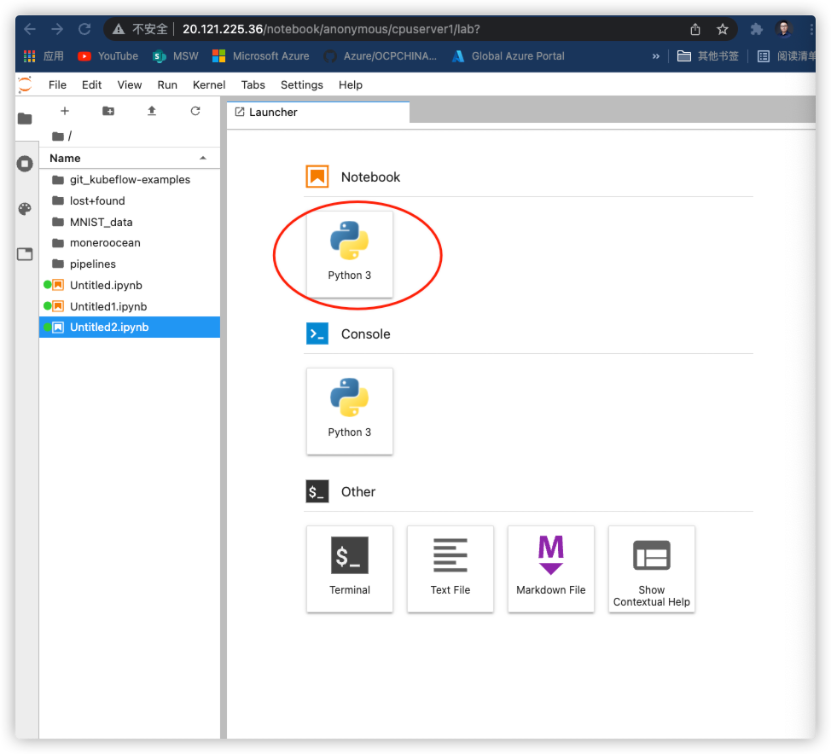 不安全 20.121.225.36/notebook/anonymous/cpuserver1/lab?
应用 YouTube MSW Microsoft Azure Azure/OCPCHINA... Global Azure Portal » 其他书签 阅读清单
File Edit View Run Kernel Tabs Settings Help
Launcher
/
Name
git_kubeflow-examples
lost+found
MNIST_data
moneroocean
pipelines
Untitled.ipynb
Untitled1.ipynb
Untitled2.ipynb
Notebook
Python 3
Console
Python 3
$_ Other
$_
Terminal Text File Markdown File Show
Contextual Help